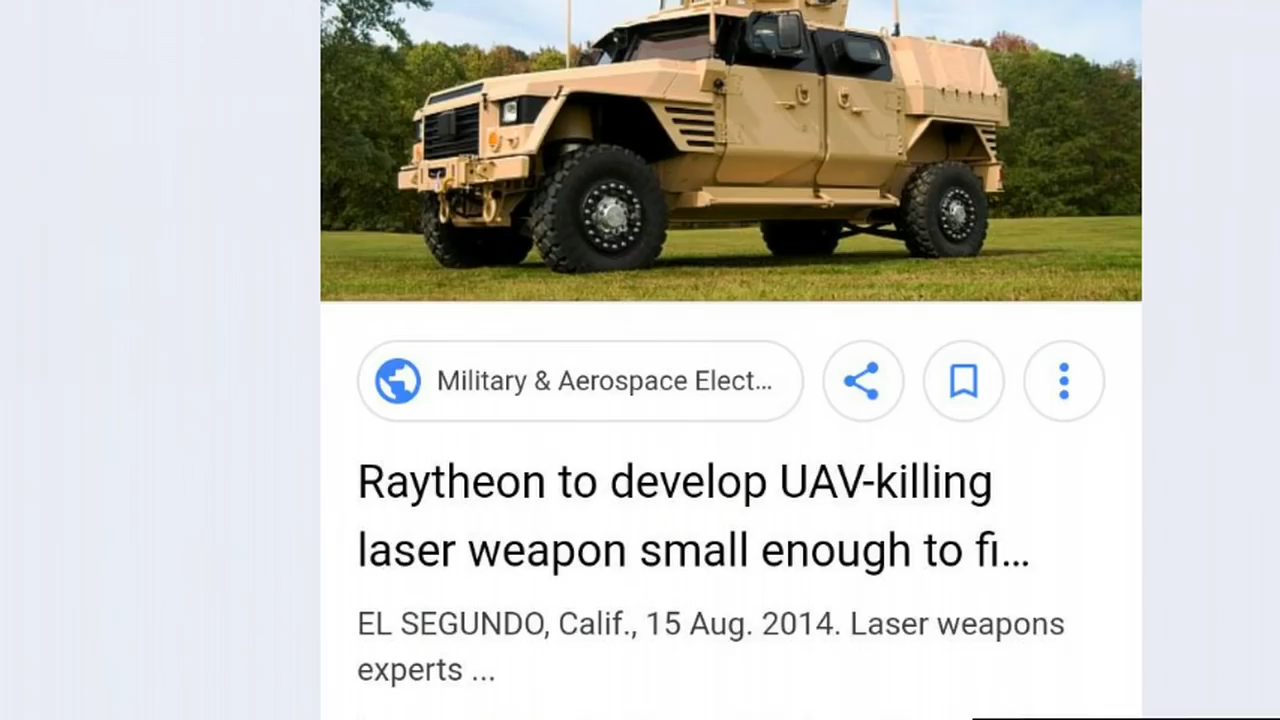 Military & Aerospace Elect...
Raytheon to develop UAV-killing
laser weapon small enough to fi...
EL SEGUNDO, Calif., 15 Aug. 2014. Laser weapons
experts ...